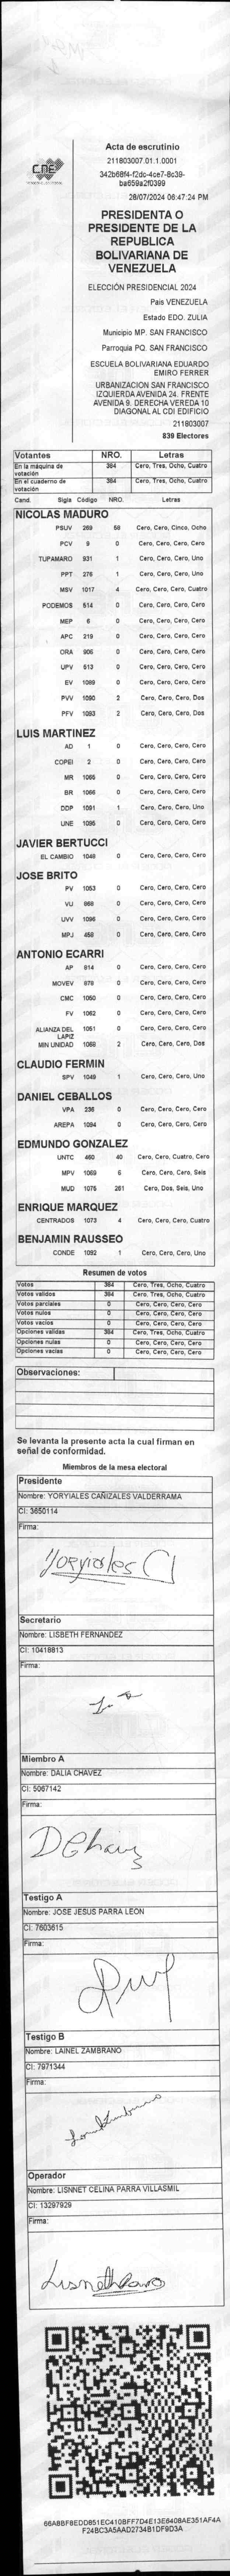 CNE
Acta de escrutinio
211803007.01.1.0001
342b68f4-f2dc-4ce7-8c39-
ba659a2f0399
28/07/2024 06:47:24 PM
PRESIDENTA O
PRESIDENTE DE LA
REPUBLICA
BOLIVARIANA DE
VENEZUELA
ELECCIÓN PRESIDENCIAL 2024
Pais VENEZUELA
Estado EDO. ZULIA
Municipio MP. SAN FRANCISCO
Parroquia PQ. SAN FRANCISCO
ESCUELA BOLIVARIANA EDUARDO
EMIRO FERRER
URBANIZACION SAN FRANCISCO
IZQUIERDA AVENIDA 24. FRENTE
AVENIDA 9. DERECHA VEREDA 10
DIAGONAL AL CDI EDIFICIO
211803007
839 Electores
Votantes NRO. Letras
En la máquina de votación 384 Cero, Tres, Ocho, Cuatro
En el cuaderno de votación 384 Cero, Tres, Ocho, Cuatro
Cand. Sigla Código NRO. Letras
NICOLAS MADURO
PSUV 269 58 Cero, Cero, Cinco, Ocho
PCV 9 0 Cero, Cero, Cero, Cero
TUPAMARO 931 1 Cero, Cero, Cero, Uno
PPT 276 1 Cero, Cero, Cero, Uno
MSV 1017 4 Cero, Cero, Cero, Cuatro
PODEMOS 514 0 Cero, Cero, Cero, Cero
MEP 6 0 Cero, Cero, Cero, Cero
APC 219 0 Cero, Cero, Cero, Cero
ORA 906 0 Cero, Cero, Cero, Cero
UPV 513 0 Cero, Cero, Cero, Cero
EV 1089 0 Cero, Cero, Cero, Cero
PVV 1090 2 Cero, Cero, Cero, Dos
PFV 1093 2 Cero, Cero, Cero, Dos
LUIS MARTINEZ
AD 1 0 Cero, Cero, Cero, Cero
COPEI 2 0 Cero, Cero, Cero, Cero
MR 1065 0 Cero, Cero, Cero, Cero
BR 1066 0 Cero, Cero, Cero, Cero
DDP 1091 1 Cero, Cero, Cero, Uno
UNE 1095 0 Cero, Cero, Cero, Cero
JAVIER BERTUCCI
EL CAMBIO 1048 0 Cero, Cero, Cero, Cero
JOSE BRITO
PV 1053 0 Cero, Cero, Cero, Cero
VU 868 0 Cero, Cero, Cero, Cero
UVV 1096 0 Cero, Cero, Cero, Cero
MPJ 458 0 Cero, Cero, Cero, Cero
ANTONIO ECARRI
AP 814 0 Cero, Cero, Cero, Cero
MOVEV 978 0 Cero, Cero, Cero, Cero
CMC 1050 0 Cero, Cero, Cero, Cero
FV 1062 0 Cero, Cero, Cero, Cero
ALIANZA DEL LAPIZ 1051 0 Cero, Cero, Cero, Cero
MIN UNIDAD 1068 2 Cero, Cero, Cero, Dos
CLAUDIO FERMIN
SPV 1049 1 Cero, Cero, Cero, Uno
DANIEL CEBALLOS
VPA 236 0 Cero, Cero, Cero, Cero
AREPA 1094 0 Cero, Cero, Cero, Cero
EDMUNDO GONZALEZ
UNTC 460 40 Cero, Cero, Cuatro, Cero
MPV 1069 6 Cero, Cero, Cero, Seis
MUD 1075 261 Cero, Dos, Seis, Uno
ENRIQUE MARQUEZ
CENTRADOS 1073 4 Cero, Cero, Cero, Cuatro
BENJAMIN RAUSSEO
CONDE 1092 1 Cero, Cero, Cero, Uno
Resumen de votos
Votos 384 Cero, Tres, Ocho, Cuatro
Votos validos 384 Cero, Tres, Ocho, Cuatro
Votos parciales 0 Cero, Cero, Cero, Cero
Votos nulos 0 Cero, Cero, Cero, Cero
Votos vacios 0 Cero, Cero, Cero, Cero
Opciones validas 384 Cero, Tres, Ocho, Cuatro
Opciones nulas 0 Cero, Cero, Cero, Cero
Opciones vacias 0 Cero, Cero, Cero, Cero
Observaciones:
Se levanta la presente acta la cual firman en
señal de conformidad.
Miembros de la mesa electoral
Presidente
Nombre: YORYIALES CAÑIZALES VALDERRAMA
CI: 3650114
Firma:
Yoryiales C
Secretario
Nombre: LISBETH FERNANDEZ
CI: 10418813
Firma:
Miembro A
Nombre: DALIA CHAVEZ
CI: 5067142
Firma:
DChavez
Testigo A
Nombre: JOSE JESUS PARRA LEON
CI: 7603615
Firma:
Testigo B
Nombre: LAINEL ZAMBRANO
CI: 7971344
Firma:
Operador
Nombre: LISNNET CELINA PARRA VILLASMIL
CI: 13297929
Firma:
66A8BF8EDD851EC410BFF7D4E13E6408AE351AF4A
F24BC3A5AAD2734B1DF9D3A